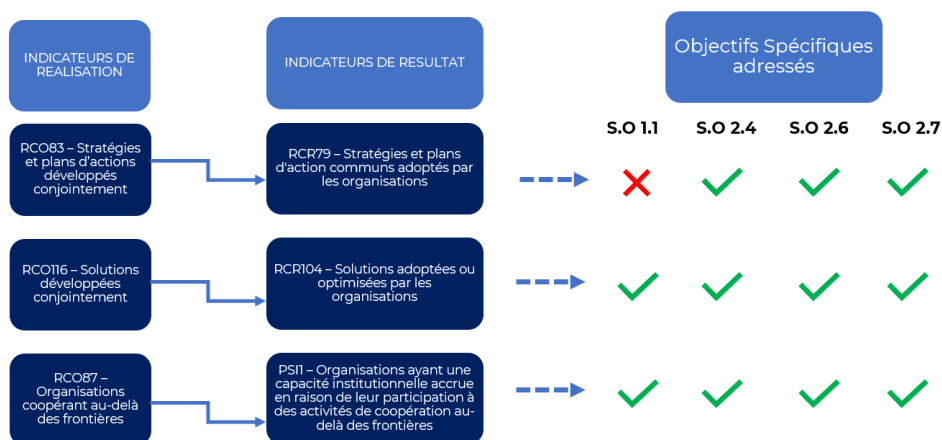 INDICATEURS DE
REALISATION
INDICATEURS DE RESULTAT
Objectifs Spécifiques
adressés
S.O 1.1
S.O 2.4
S.O 2.6
S.O 2.7
RCO83 – Stratégies
et plans d'actions
développés
conjointement
RCR79 – Stratégies et plans
d'action communs adoptés par
les organisations
RCO116 – Solutions
développées
conjointement
RCR104 – Solutions adoptées ou
optimisées par les
organisations
RCO87 –
Organisations
coopérant au-delà
des frontières
PSI1 – Organisations ayant une
capacité institutionnelle accrue
en raison de leur participation à
des activités de coopération au-
delà des frontières